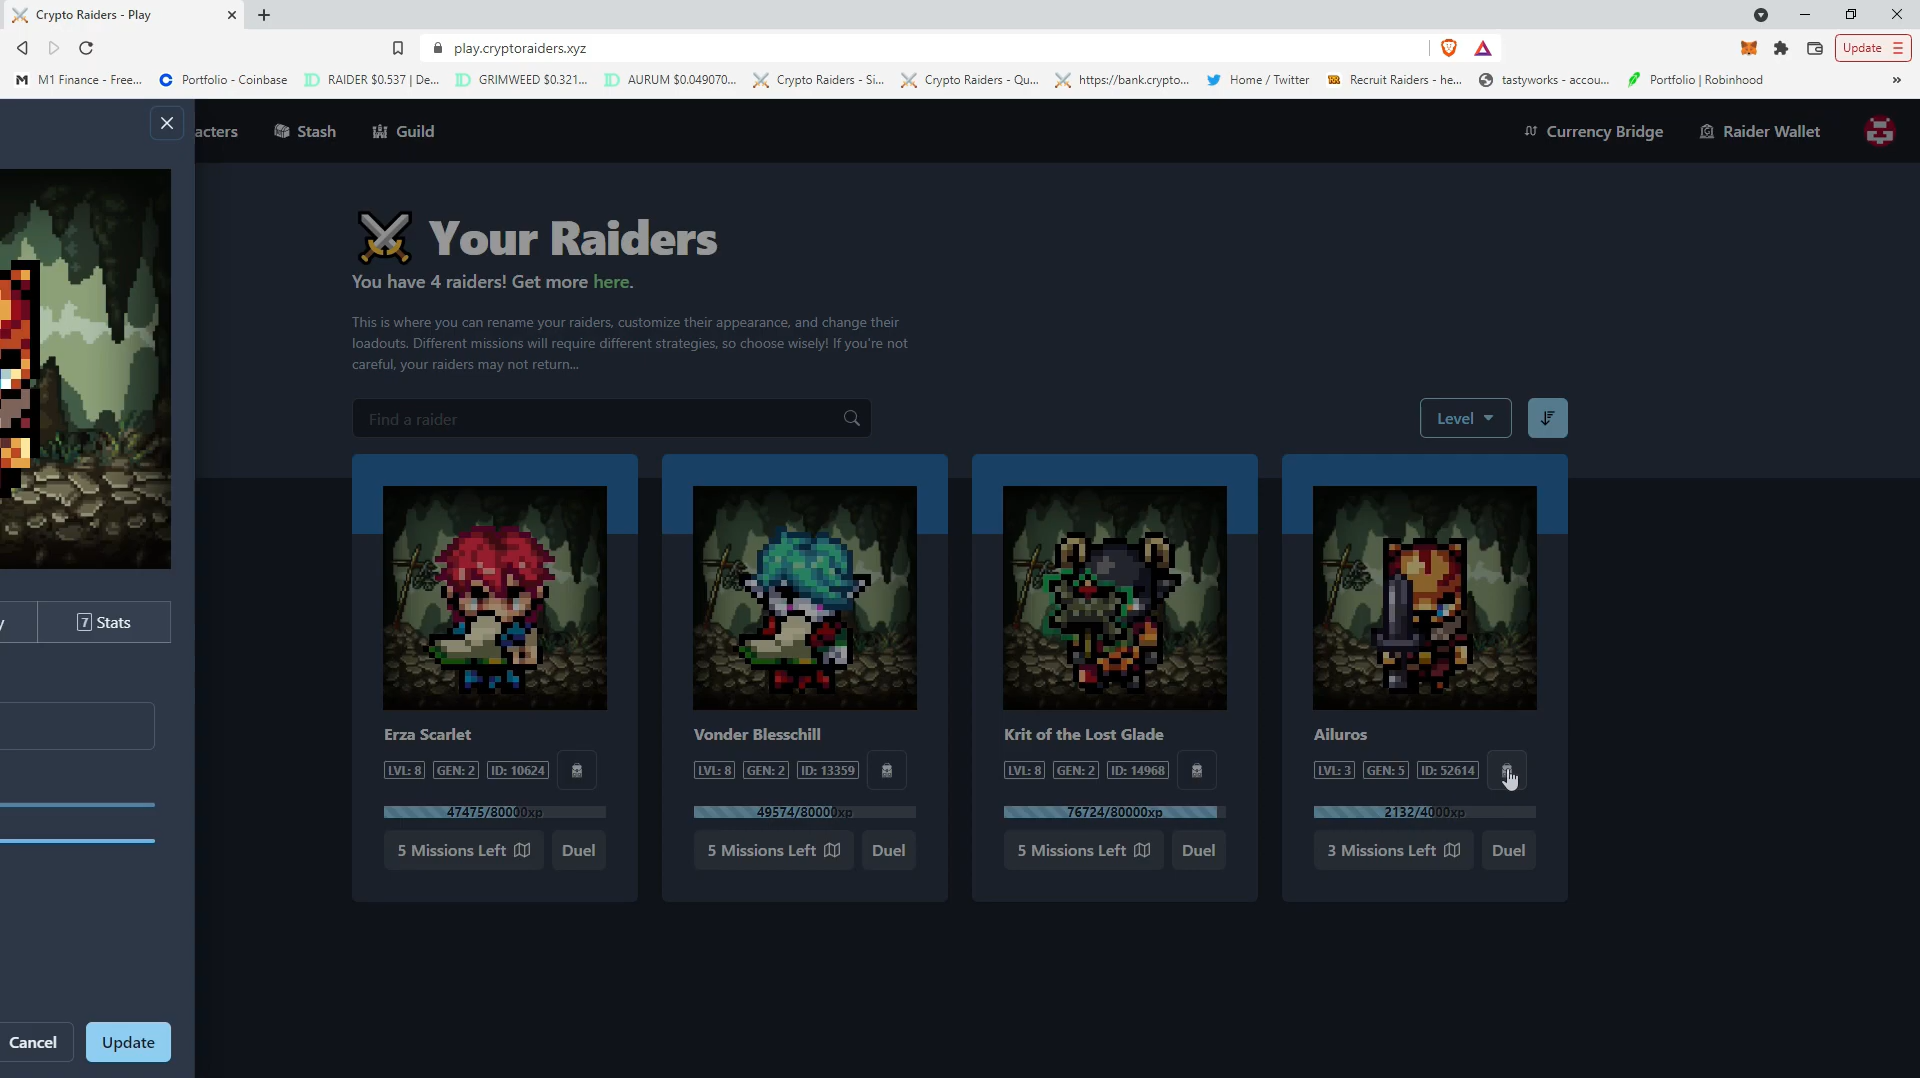 Crypto Raiders - Play
play.cryptoraiders.xyz
Update
M1 Finance - Free...
Portfolio - Coinbase
RAIDER $0.537 | De...
GRIMWEED $0.321...
AURUM $0.049070...
Crypto Raiders - Si...
Crypto Raiders - Qu...
https://bank.crypto...
Home / Twitter
Recruit Raiders - he...
tastyworks - accou...
Portfolio | Robinhood
»
acters
Stash
Guild
Currency Bridge
Raider Wallet
Your Raiders
You have 4 raiders! Get more here.
This is where you can rename your raiders, customize their appearance, and change their
loadouts. Different missions will require different strategies, so choose wisely! If you're not
careful, your raiders may not return...
Find a raider
Level
y
7 Stats
Erza Scarlet
LVL: 8 GEN: 2 ID: 10624
47475/80000xp
5 Missions Left
Duel
Vonder Blesschill
LVL: 8 GEN: 2 ID: 13359
49574/80000xp
5 Missions Left
Duel
Krit of the Lost Glade
LVL: 8 GEN: 2 ID: 14968
76724/80000xp
5 Missions Left
Duel
Ailuros
LVL: 3 GEN: 5 ID: 52614
2132/4000xp
3 Missions Left
Duel
Cancel
Update